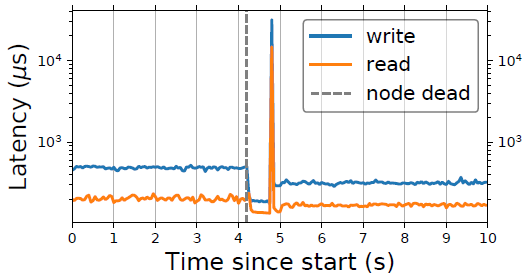 write
read
node dead
10⁴
10³
10⁴
10³
Latency (μs)
0 1 2 3 4 5 6 7 8 9 10
Time since start (s)